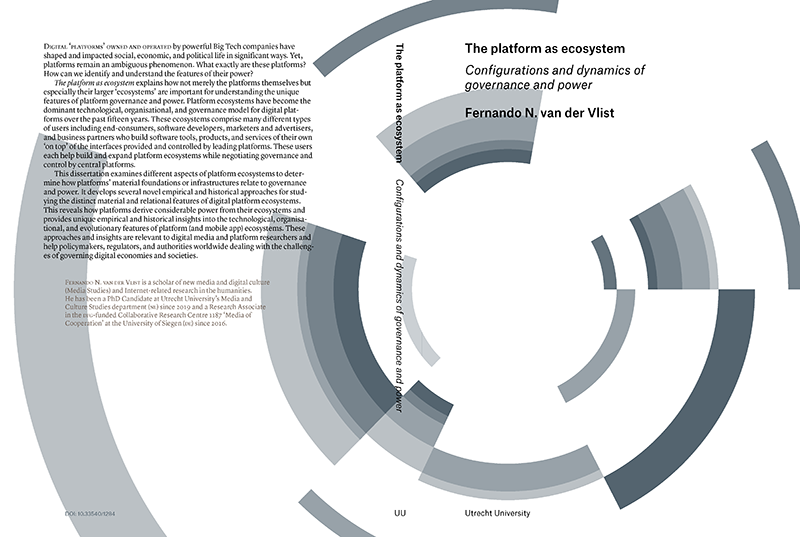 DIGITAL 'PLATFORMS' OWNED AND OPERATED by powerful Big Tech companies have
shaped and impacted social, economic, and political life in significant ways. Yet,
platforms remain an ambiguous phenomenon. What exactly are these platforms?
How can we identify and understand the features of their power?
The platform as ecosystem explains how not merely the platforms themselves but
especially their larger 'ecosystems' are important for understanding the unique
features of platform governance and power. Platform ecosystems have become the
dominant technological, organisational, and governance model for digital plat-
forms over the past fifteen years. These ecosystems comprise many different types
of users including end-consumers, software developers, marketers and advertisers,
and business partners who build software tools, products, and services of their own
'on top' of the interfaces provided and controlled by leading platforms. These users
each help build and expand platform ecosystems while negotiating governance and
control by central platforms.
This dissertation examines different aspects of platform ecosystems to deter-
mine how platforms' material foundations or infrastructures relate to governance
and power. It develops several novel empirical and historical approaches for stud-
ying the distinct material and relational features of digital platform ecosystems.
This reveals how platforms derive considerable power from their ecosystems and
provides unique empirical and historical insights into the technological, organisa-
tional, and evolutionary features of platform (and mobile app) ecosystems. These
approaches and insights are relevant to digital media and platform researchers and
help policymakers, regulators, and authorities worldwide dealing with the challeng-
es of governing digital economies and societies.
FERNANDO N. VAN DER VLIST is a scholar of new media and digital culture
(Media Studies) and Internet-related research in the humanities.
He has been a PhD Candidate at Utrecht University's Media and
Culture Studies department (NL) since 2019 and a Research Associate
in the DFG-funded Collaborative Research Centre 1187 'Media of
Cooperation' at the University of Siegen (DE) since 2016.
DOI: 10.33540/1284
The platform as ecosystem Configurations and dynamics of governance and power
UU
The platform as ecosystem
Configurations and dynamics of
governance and power
Fernando N. van der Vlist
Utrecht University